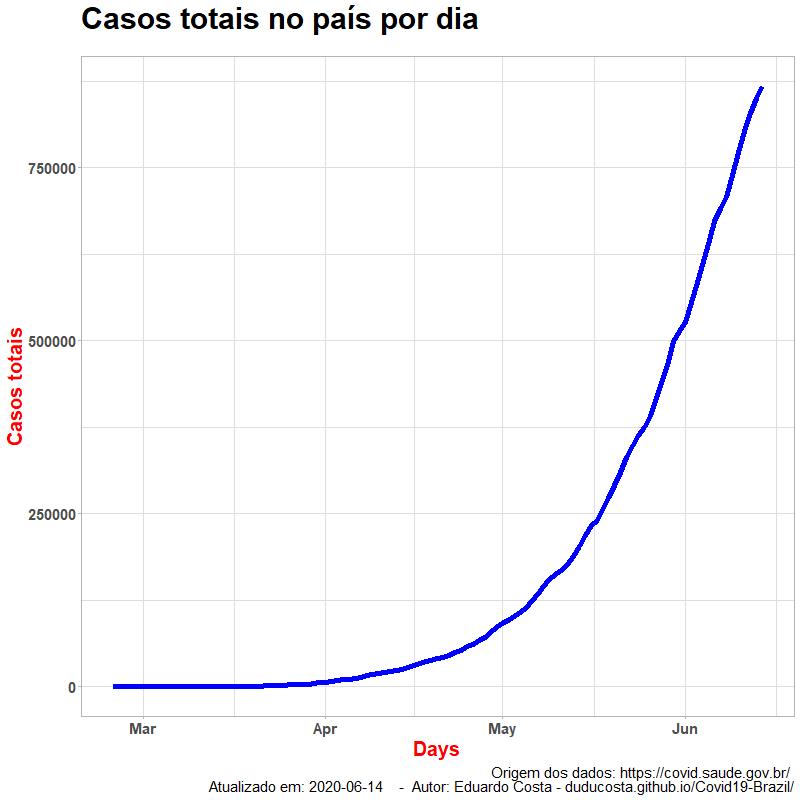 Casos totais no país por dia
Casos totais
750000
500000
250000
0
Mar Apr May Jun
Days
Origem dos dados: https://covid.saude.gov.br/
Atualizado em: 2020-06-14 - Autor: Eduardo Costa - duducosta.github.io/Covid19-Brazil/